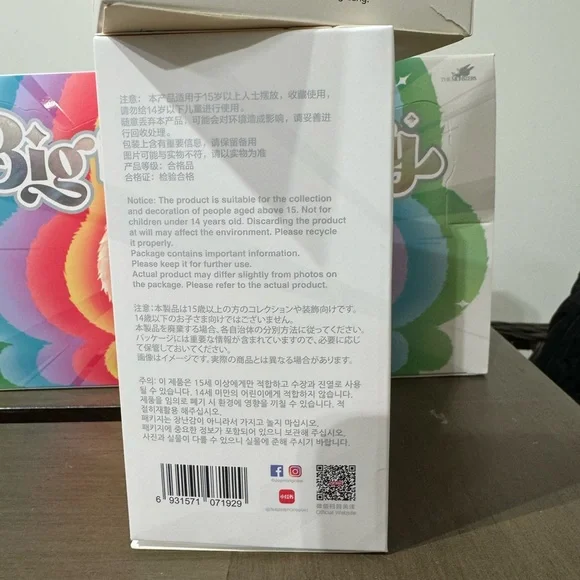 注意： 本产品适用于15岁以上人士摆放，收藏使用，
请勿给14岁以下儿童进行使用。
随意丢弃本产品，可能会对环境造成影响，请妥善进
行回收处理。
包装上含有重要信息，请保留备用
图片可能与实物不符，请以实物为准
产品等级：合格品
合格证：检验合格
Notice: The product is suitable for the collection
and decoration of people aged above 15. Not for
children under 14 years old. Discarding the product
at will may affect the environment. Please recycle
it properly.
Package contains important information.
Please keep it for further use.
Actual product may differ slightly from photos on
the package. Please refer to the actual product.
注意：本製品は15歳以上の方のコレクションや装飾向けです。
14歳以下のお子さま向けではございません。
本製品を廃棄する場合、各自治体の分別方法に従ってください。
パッケージには重要な情報が含まれていますので、必要に応じ
て保管しておいてください。
画像はイメージです。実際の商品とは異なる場合があります。
주의: 이 제품은 15세 이상에게만 적합하고 수장과 진열로 사용
될 수 있습니다. 14세 미만의 어린이에게 적합하지 않습니다.
제품을 임의로 폐기 시 환경에 영향을 끼칠 수 있습니다. 적
절히재활용 해주십시오.
패키지는 장난감이 아니라서 가지고 놀지 마십시오.
패키지에 중요한 정보가 포함되어 있으니 보관해 주십시오.
사진과 실물이 다를 수 있으니 실물에 준해 주시기 바랍니다.
6 931571 071929
小红书
Official Website
Big